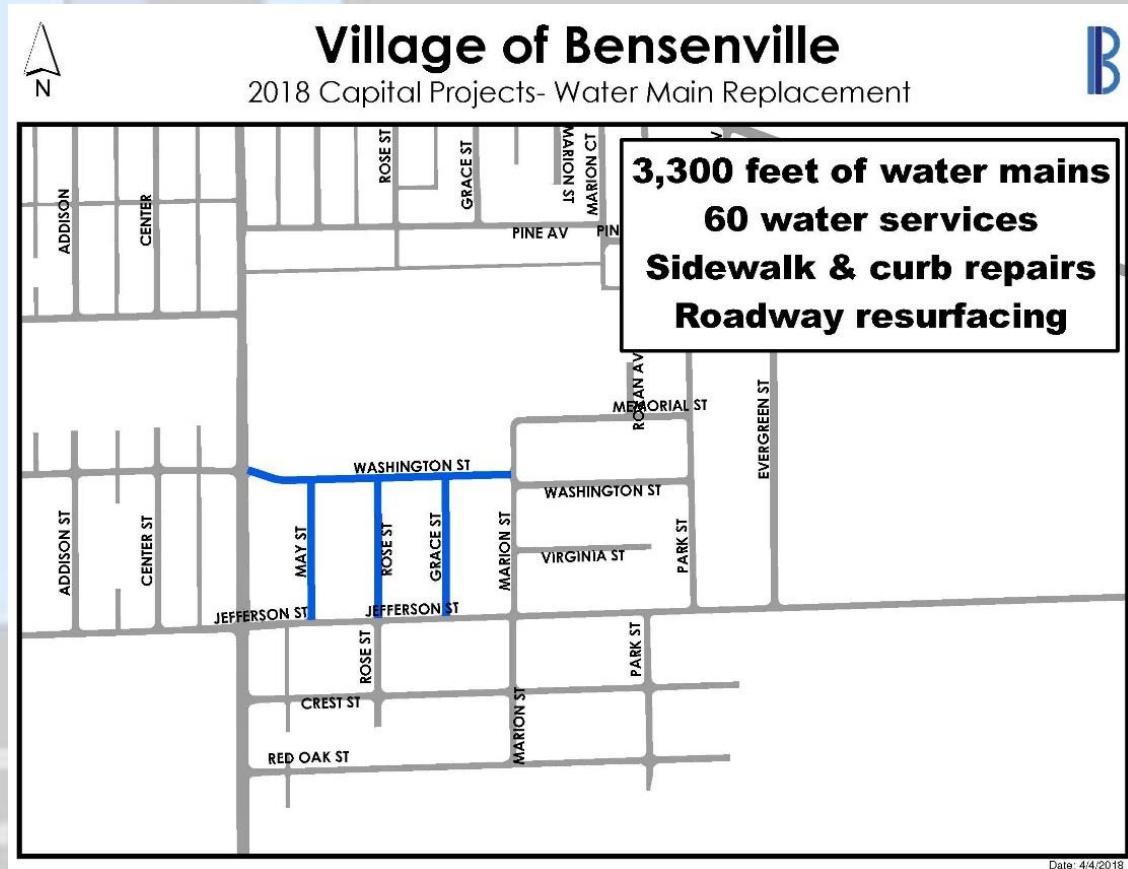 Village of Bensenville
2018 Capital Projects- Water Main Replacement
N
B
3,300 feet of water mains
60 water services
Sidewalk & curb repairs
Roadway resurfacing
ADDISON
CENTER
ROSE ST
GRACE ST
MARION ST
MARION CT
PINE AV
PIN
MEMORIAL ST
EVERGREEN ST
WASHINGTON ST
WASHINGTON ST
ADDISON ST
CENTER ST
MAY ST
ROSE ST
GRACE ST
MARION ST
VIRGINIA ST
PARK ST
JEFFERSON ST
JEFFERSON ST
ROSE ST
PARK ST
CREST ST
MARION ST
RED OAK ST
Date: 4/4/2018